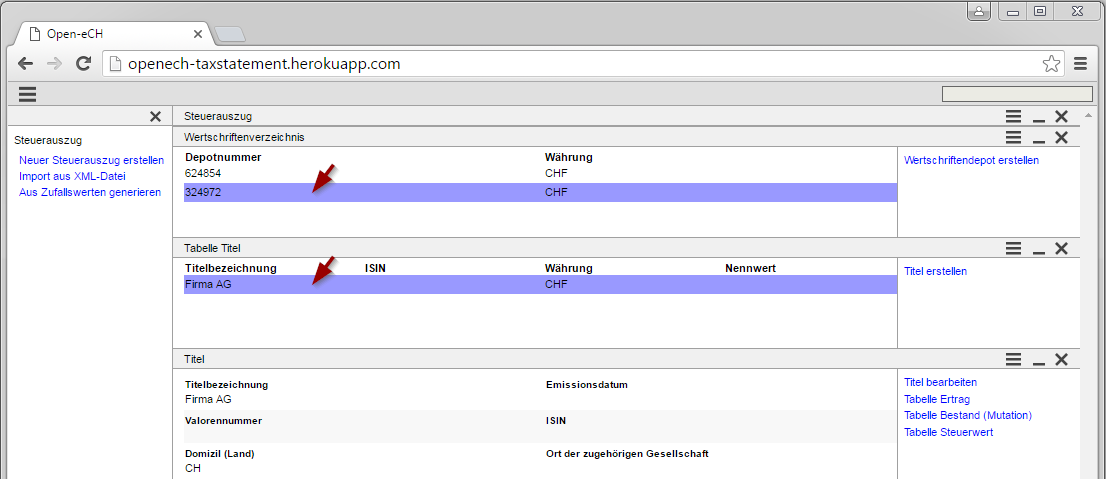 Open-eCH
openech-taxstatement.herokuapp.com
Steuerauszug
Neuer Steuerauszug erstellen
Import aus XML-Datei
Aus Zufallswerten generieren
Steuerauszug
Wertschriftenverzeichnis
Depotnummer Währung
624854 CHF
324972 CHF
Wertschriftendepot erstellen
Tabelle Titel
Titelbezeichnung ISIN Währung Nennwert
Firma AG CHF
Titel erstellen
Titel
Titelbezeichnung Emissionsdatum
Firma AG
Valorennummer ISIN
Domizil (Land) Ort der zugehörigen Gesellschaft
CH
Titel bearbeiten
Tabelle Ertrag
Tabelle Bestand (Mutation)
Tabelle Steuerwert